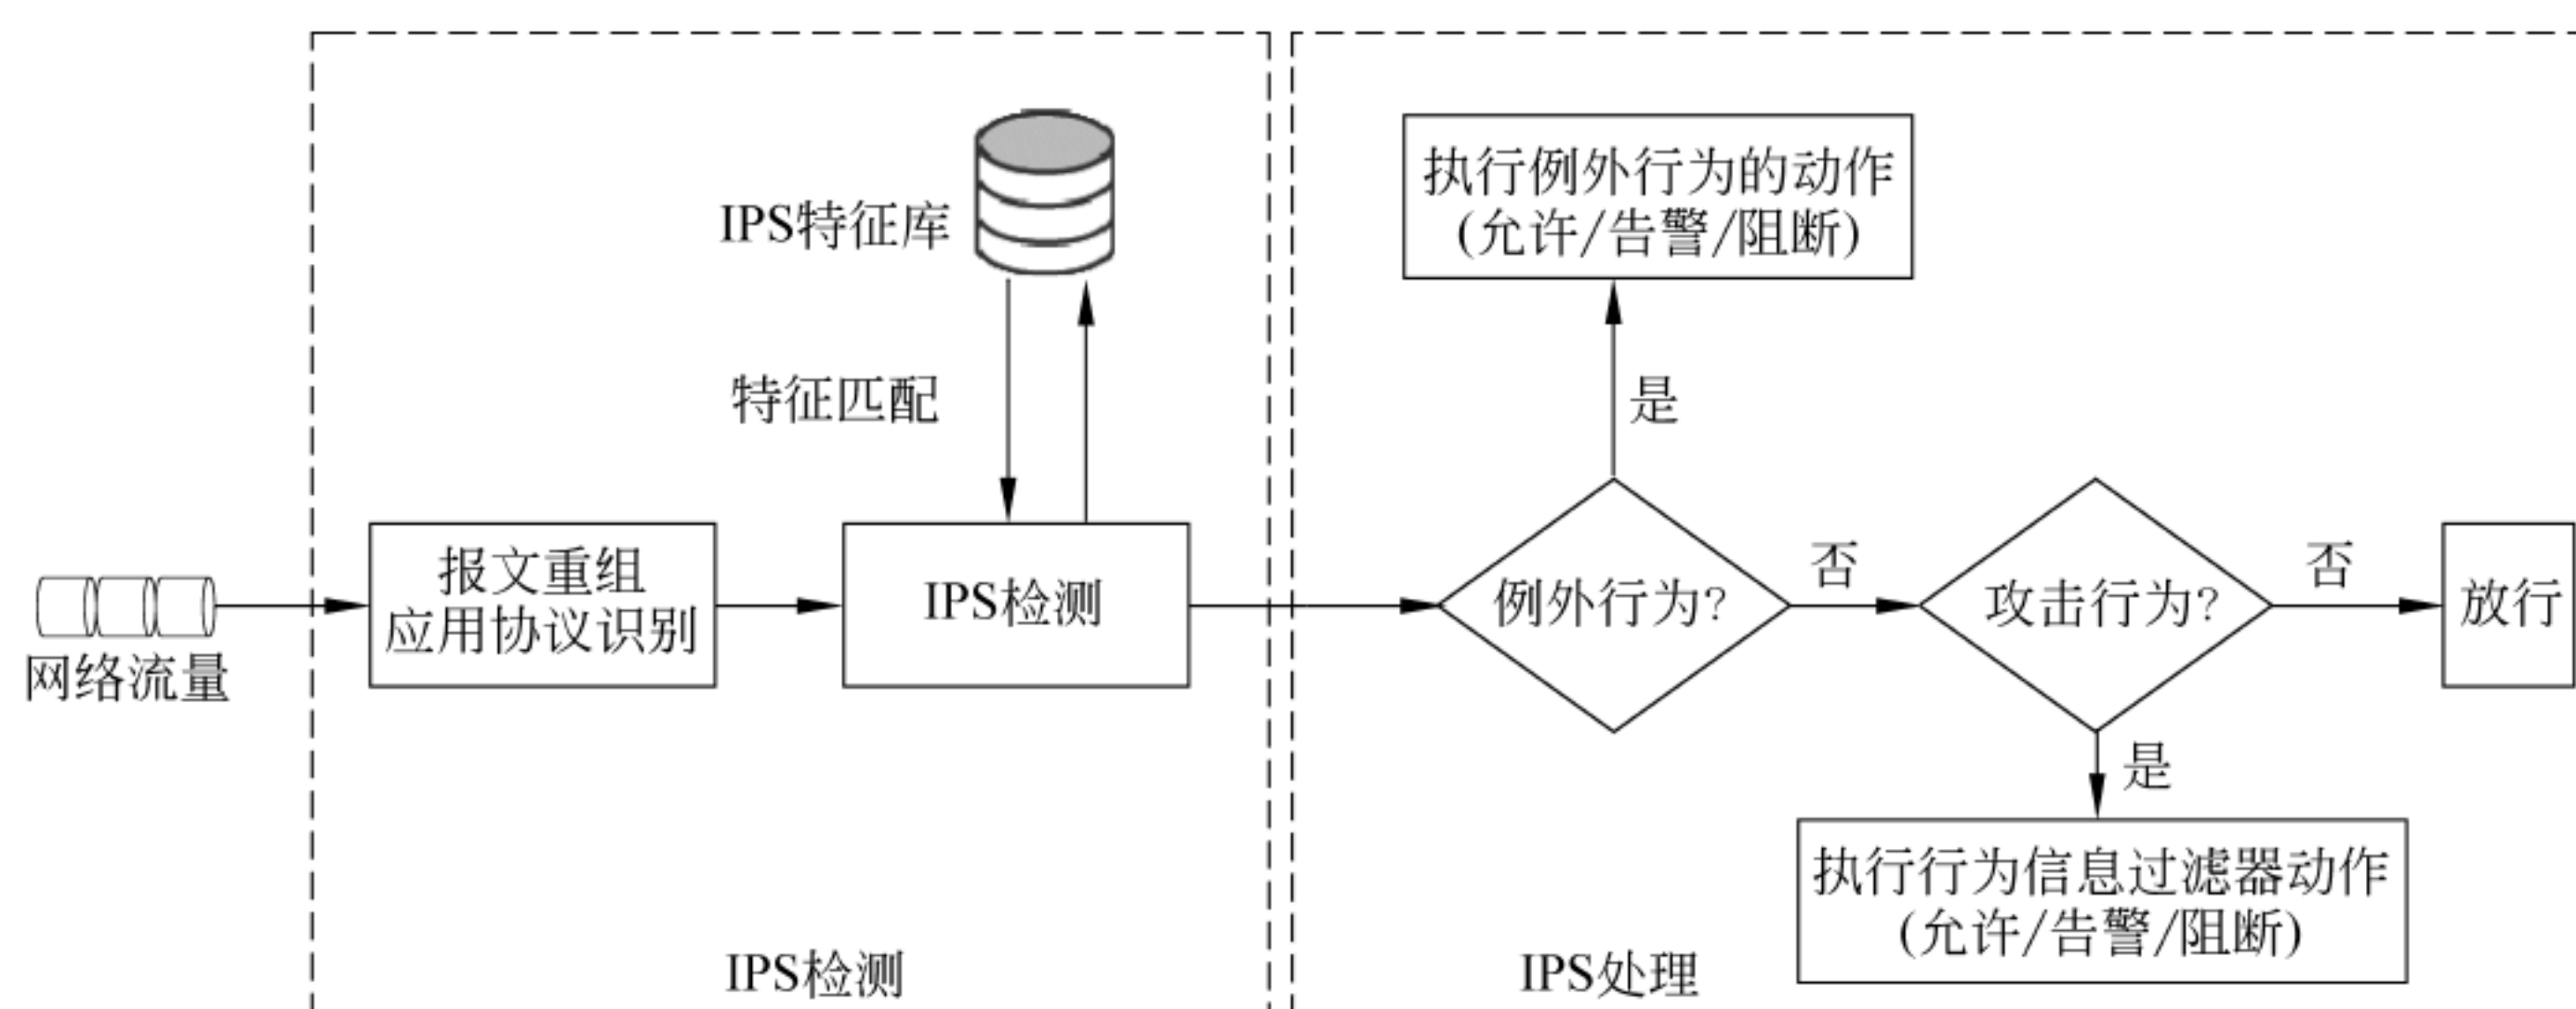 网络流量
报文重组
应用协议识别
IPS特征库
特征匹配
IPS检测
IPS检测
执行例外行为的动作
(允许/告警/阻断)
是
例外行为?
否
攻击行为?
否
放行
是
执行行为信息过滤器动作
(允许/告警/阻断)
IPS处理